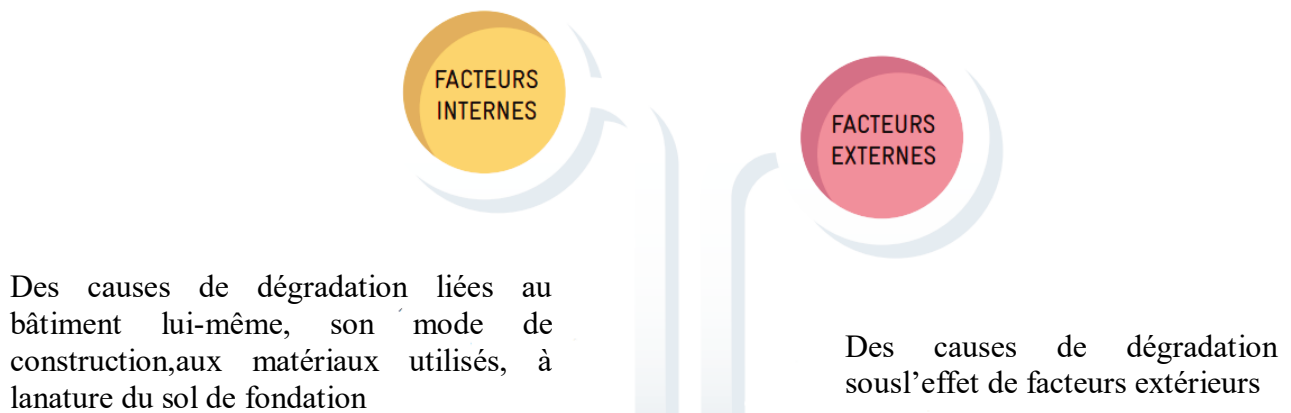 FACTEURS
INTERNES
FACTEURS
EXTERNES
Des causes de dégradation liées au
bâtiment lui-même, son mode de
construction,aux matériaux utilisés, à
lanature du sol de fondation
Des causes de dégradation
sousl’effet de facteurs extérieurs